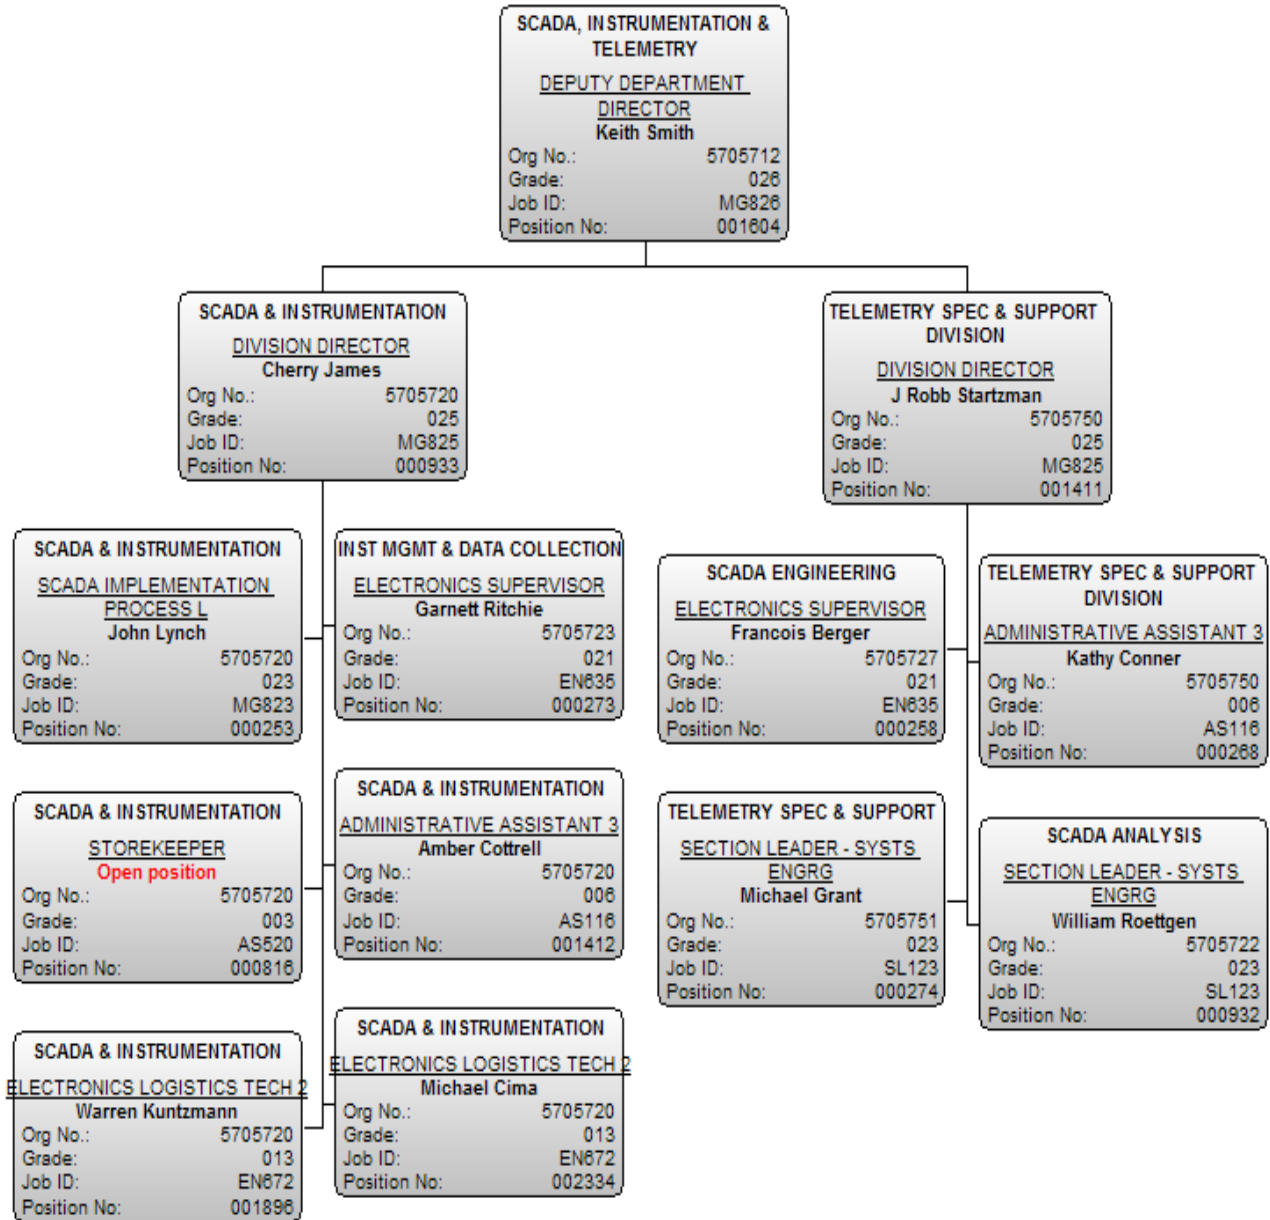 SCADA, INSTRUMENTATION &
TELEMETRY
DEPUTY DEPARTMENT
DIRECTOR
Keith Smith
Org No.: 5705712
Grade: 026
Job ID: MG826
Position No: 001604
SCADA & INSTRUMENTATION
DIVISION DIRECTOR
Cherry James
Org No.: 5705720
Grade: 025
Job ID: MG825
Position No: 000933
TELEMETRY SPEC & SUPPORT
DIVISION
DIVISION DIRECTOR
J Robb Startzman
Org No.: 5705750
Grade: 025
Job ID: MG825
Position No: 001411
SCADA & INSTRUMENTATION
SCADA IMPLEMENTATION
PROCESS L
John Lynch
Org No.: 5705720
Grade: 023
Job ID: MG823
Position No: 000253
INST MGMT & DATA COLLECTION
ELECTRONICS SUPERVISOR
Garnett Ritchie
Org No.: 5705723
Grade: 021
Job ID: EN635
Position No: 000273
SCADA ENGINEERING
ELECTRONICS SUPERVISOR
Francois Berger
Org No.: 5705727
Grade: 021
Job ID: EN635
Position No: 000258
TELEMETRY SPEC & SUPPORT
DIVISION
ADMINISTRATIVE ASSISTANT 3
Kathy Conner
Org No.: 5705750
Grade: 006
Job ID: AS116
Position No: 000268
SCADA & INSTRUMENTATION
STOREKEEPER
Open position
Org No.: 5705720
Grade: 003
Job ID: AS520
Position No: 000816
SCADA & INSTRUMENTATION
ADMINISTRATIVE ASSISTANT 3
Amber Cottrell
Org No.: 5705720
Grade: 006
Job ID: AS116
Position No: 001412
TELEMETRY SPEC & SUPPORT
SECTION LEADER - SYSTS
ENGRG
Michael Grant
Org No.: 5705751
Grade: 023
Job ID: SL123
Position No: 000274
SCADA ANALYSIS
SECTION LEADER - SYSTS
ENGRG
William Roettgen
Org No.: 5705722
Grade: 023
Job ID: SL123
Position No: 000932
SCADA & INSTRUMENTATION
ELECTRONICS LOGISTICS TECH 2
Warren Kuntzmann
Org No.: 5705720
Grade: 013
Job ID: EN672
Position No: 001896
SCADA & INSTRUMENTATION
ELECTRONICS LOGISTICS TECH 2
Michael Cima
Org No.: 5705720
Grade: 013
Job ID: EN672
Position No: 002334